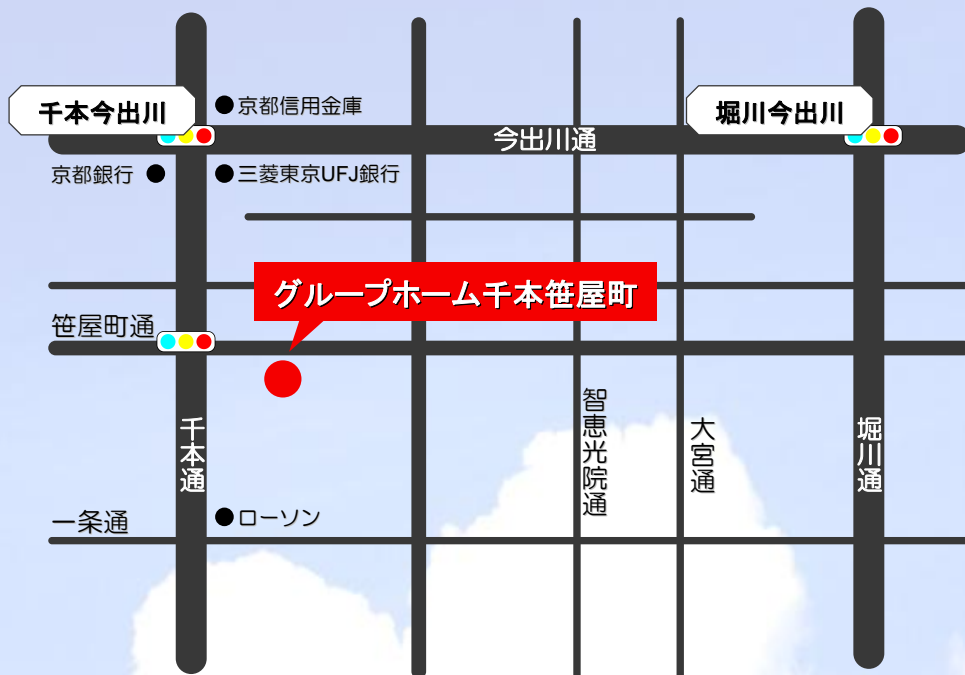 千本今出川
京都信用金庫
堀川今出川
今出川通
京都銀行
三菱東京UFJ銀行
グループホーム千本笹屋町
笹屋町通
千本通
智恵光院通
大宮通
堀川通
一条通
ローソン